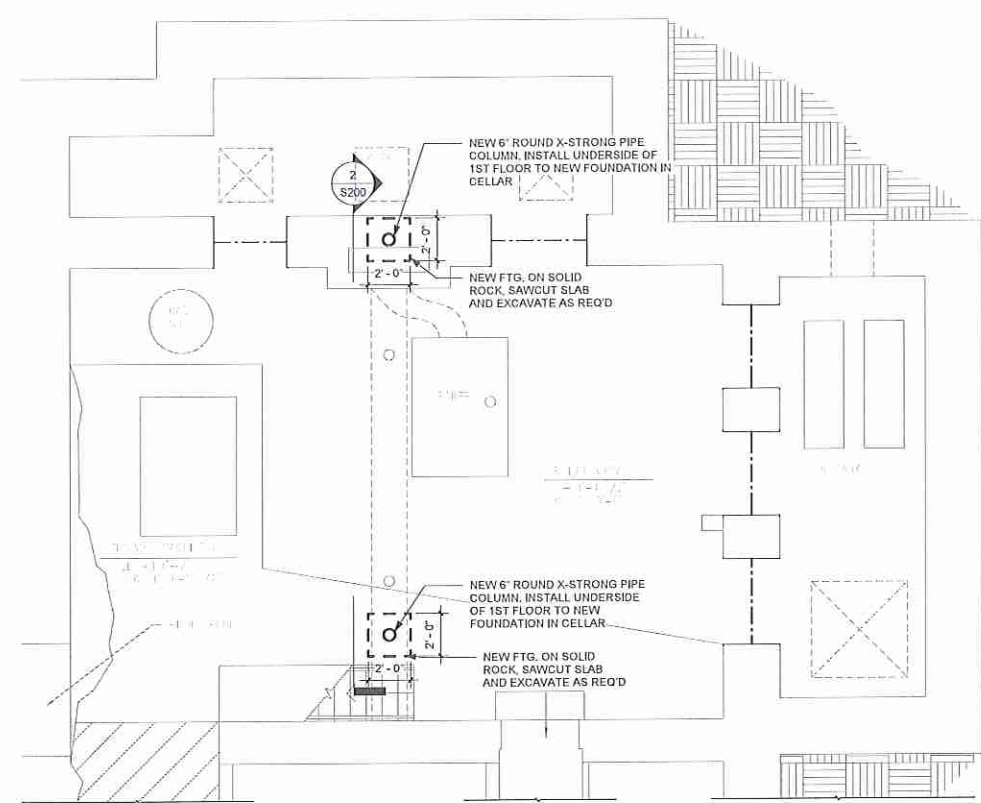 NEW 6" ROUND X-STRONG PIPE
COLUMN, INSTALL UNDERSIDE OF
1ST FLOOR TO NEW FOUNDATION IN
CELLAR
2
S200
2' - 0"
2' - 0"
NEW FTG, ON SOLID
ROCK, SAWCUT SLAB
AND EXCAVATE AS REQ'D
NEW 6" ROUND X-STRONG PIPE
COLUMN, INSTALL UNDERSIDE
OF 1ST FLOOR TO NEW
FOUNDATION IN CELLAR
2' - 0"
2' - 0"
NEW FTG, ON SOLID
ROCK, SAWCUT SLAB
AND EXCAVATE AS REQ'D